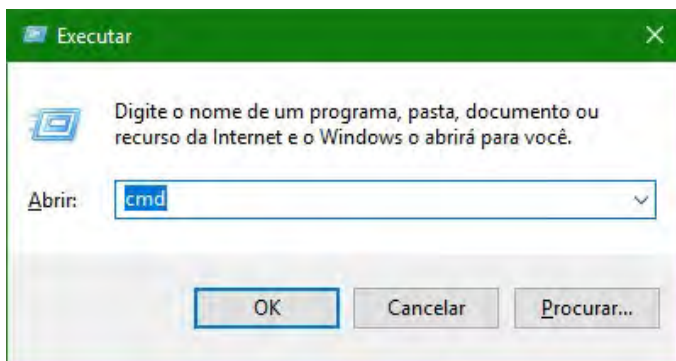 Executar
Digite o nome de um programa, pasta, documento ou
recurso da Internet e o Windows o abrirá para você.
Abrir: cmd
OK Cancelar Procurar...